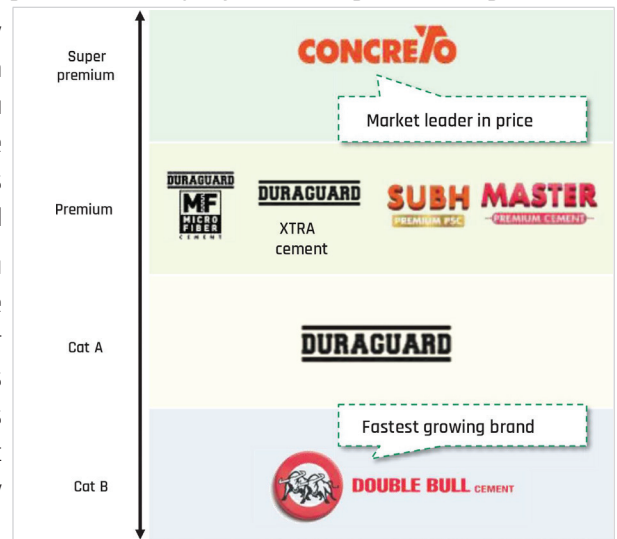 Super
premium
CONCRETO
Market leader in price
Premium
DURAGUARD
MF
MICRO
FIBER
CEMENT
DURAGUARD
XTRA
cement
SUBH
PREMIUM PSC
MASTER
PREMIUM CEMENT
Cat A
DURAGUARD
Fastest growing brand
Cat B
DOUBLE BULL CEMENT